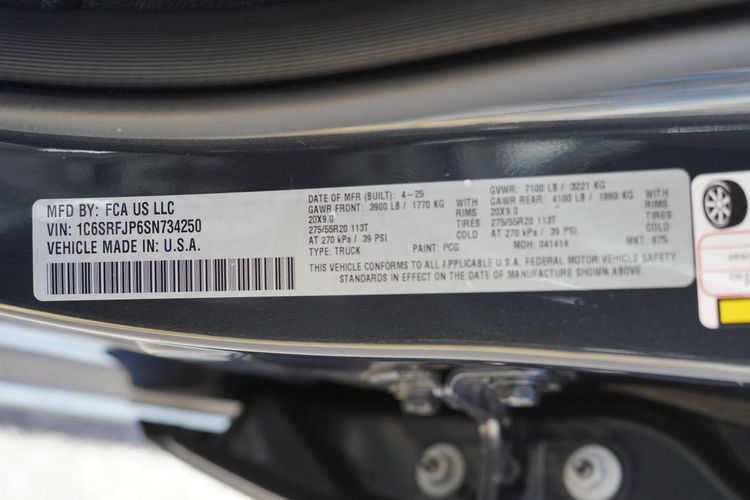 MFD BY: FCA US LLC
VIN: 1C6SRFJP6SN734250
VEHICLE MADE IN: U.S.A.
DATE OF MFR (BUILT): 4-25
GAWR FRONT: 3900 LB / 1770 KG WITH
20X9.0 RIMS
275/55R20 113T TIRES
AT 270 kPa / 39 PSI COLD
TYPE: TRUCK PAINT: PCG
GVWR: 7100 LB / 3221 KG
GAWR REAR: 4100 LB / 1860 KG WITH
20X9.0 RIMS
275/55R20 113T TIRES
AT 270 kPa / 39 PSI COLD
MDH: 041414 MKT: 87S
THIS VEHICLE CONFORMS TO ALL APPLICABLE U.S.A. FEDERAL MOTOR VEHICLE SAFETY
STANDARDS IN EFFECT ON THE DATE OF MANUFACTURE SHOWN ABOVE.